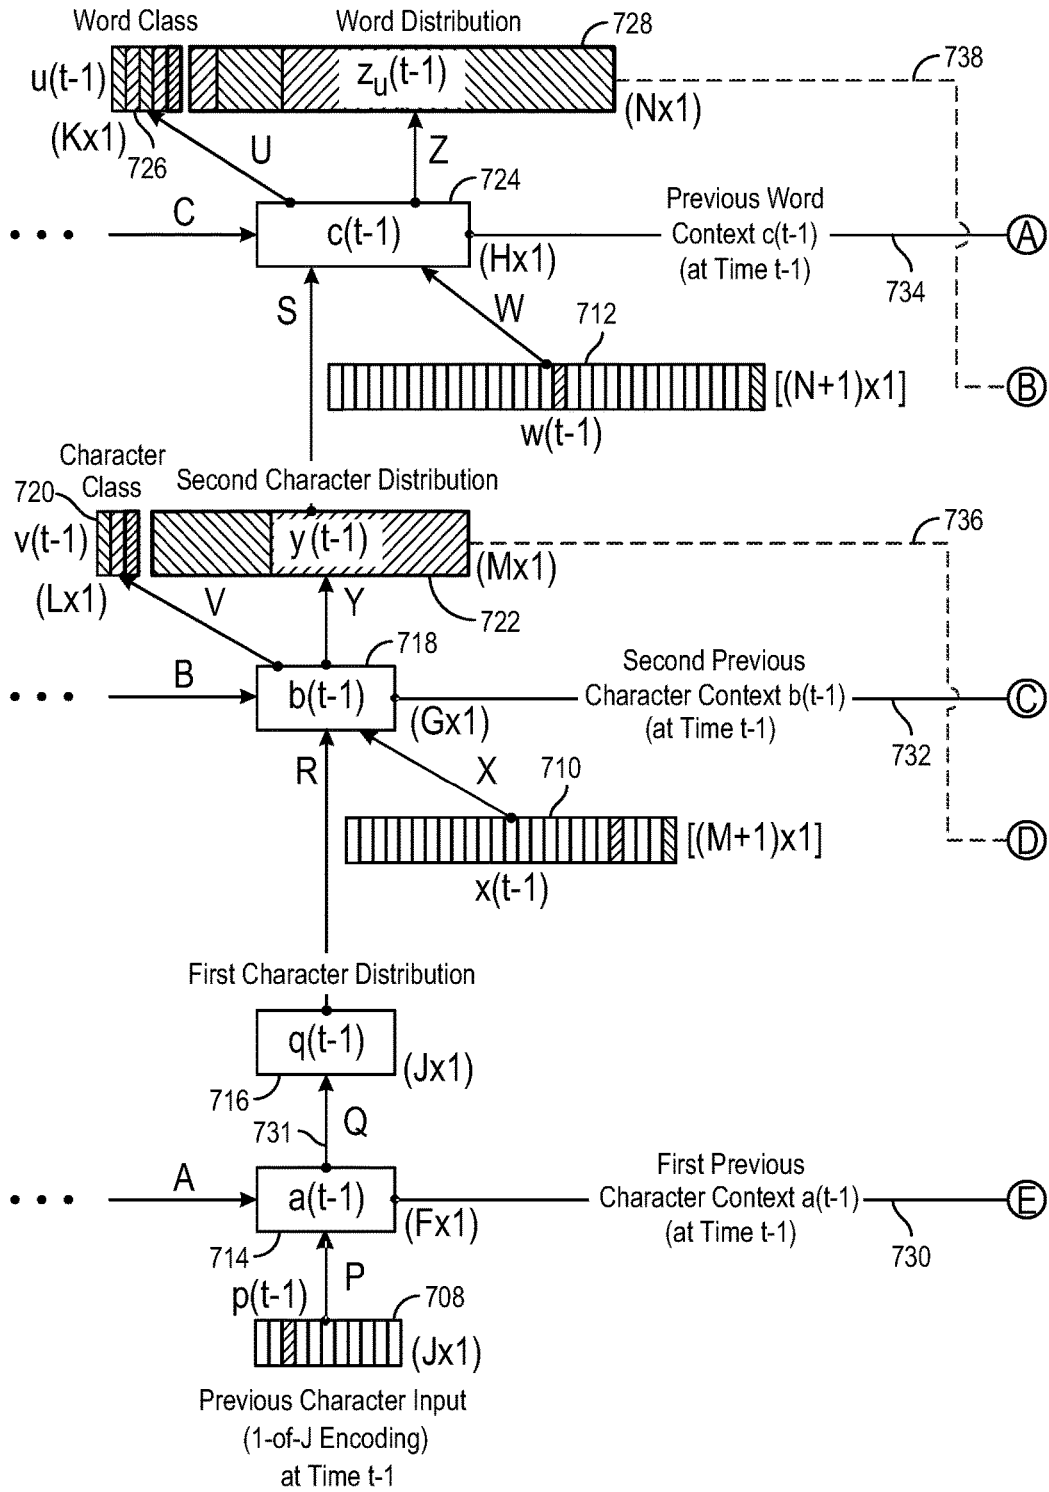 Word Class
Word Distribution
728
738
u(t-1)
z_u(t-1)
(Nx1)
(Kx1)
726
U
Z
724
C
c(t-1)
Previous Word
Context c(t-1)
(at Time t-1)
(Hx1)
734
A
S
W
712
[(N+1)x1]
B
w(t-1)
Character
Class
720
Second Character Distribution
736
v(t-1)
y(t-1)
(Mx1)
(Lx1)
V
Y
722
718
B
b(t-1)
Second Previous
Character Context b(t-1)
(at Time t-1)
(Gx1)
732
C
R
X
710
[(M+1)x1]
D
x(t-1)
First Character Distribution
q(t-1)
(Jx1)
716
731
Q
A
a(t-1)
First Previous
Character Context a(t-1)
(at Time t-1)
(Fx1)
730
E
714
p(t-1)
P
708
(Jx1)
Previous Character Input
(1-of-J Encoding)
at Time t-1